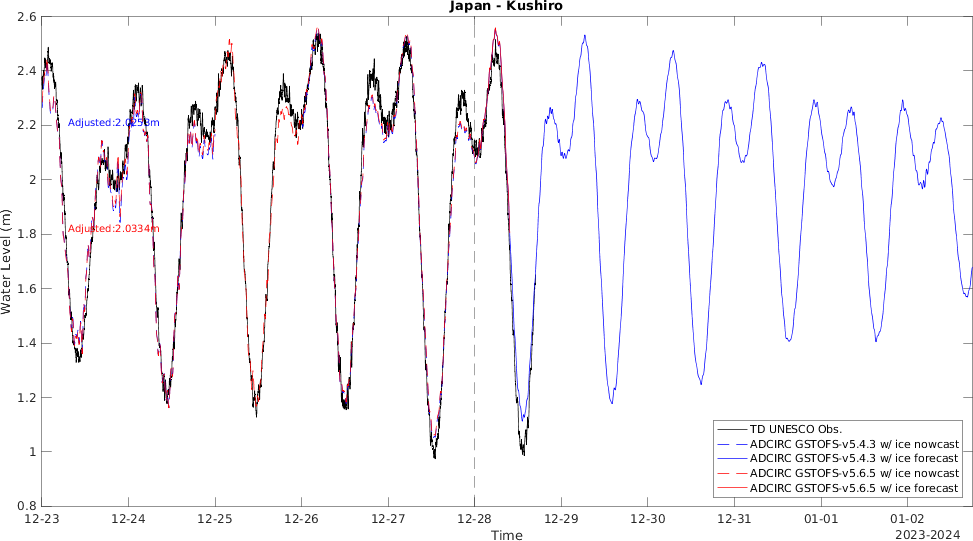 Japan - Kushiro
2.6
2.4
2.2
2
1.8
1.6
1.4
1.2
1
0.8
Water Level (m)
Adjusted:2.0258m
Adjusted:2.0334m
TD UNESCO Obs.
ADCIRC GSTOFS-v5.4.3 w/ ice nowcast
ADCIRC GSTOFS-v5.4.3 w/ ice forecast
ADCIRC GSTOFS-v5.6.5 w/ ice nowcast
ADCIRC GSTOFS-v5.6.5 w/ ice forecast
12-23 12-24 12-25 12-26 12-27 12-28 12-29 12-30 12-31 01-01 01-02
Time
2023-2024